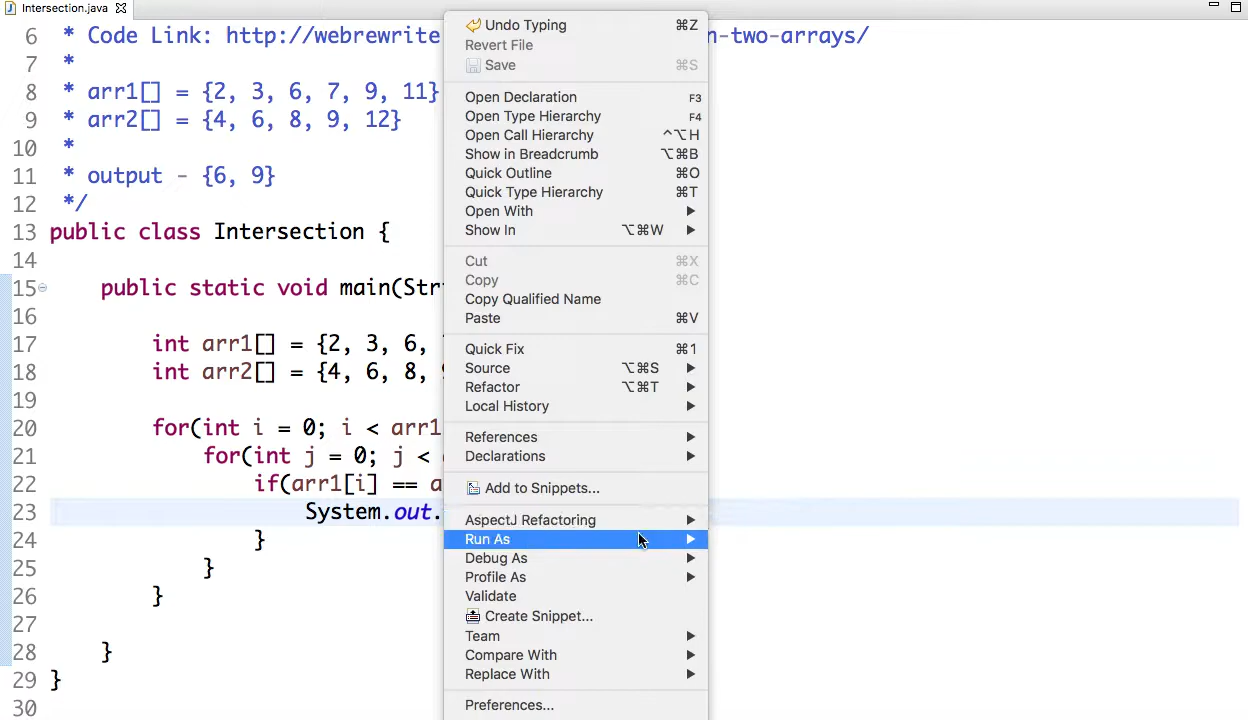 Intersection.java
6 * Code Link: http://webrewrite n-two-arrays/
7 *
8 * arr1[] = {2, 3, 6, 7, 9, 11}
9 * arr2[] = {4, 6, 8, 9, 12}
10 *
11 * output - {6, 9}
12 */
13 public class Intersection {
14
15 public static void main(Str
16
17 int arr1[] = {2, 3, 6,
18 int arr2[] = {4, 6, 8,
19
20 for(int i = 0; i < arr1
21 for(int j = 0; j <
22 if(arr1[i] == a
23 System.out.
24 }
25 }
26 }
27
28 }
29 }
30
Undo Typing ⌘Z
Revert File
Save ⌘S
Open Declaration F3
Open Type Hierarchy F4
Open Call Hierarchy ^⌥H
Show in Breadcrumb ⌥⌘B
Quick Outline ⌘O
Quick Type Hierarchy ⌘T
Open With
Show In ⌥⌘W
Cut ⌘X
Copy ⌘C
Copy Qualified Name
Paste ⌘V
Quick Fix ⌘1
Source ⌥⌘S
Refactor ⌥⌘T
Local History
References
Declarations
Add to Snippets...
AspectJ Refactoring
Run As
Debug As
Profile As
Validate
Create Snippet...
Team
Compare With
Replace With
Preferences...